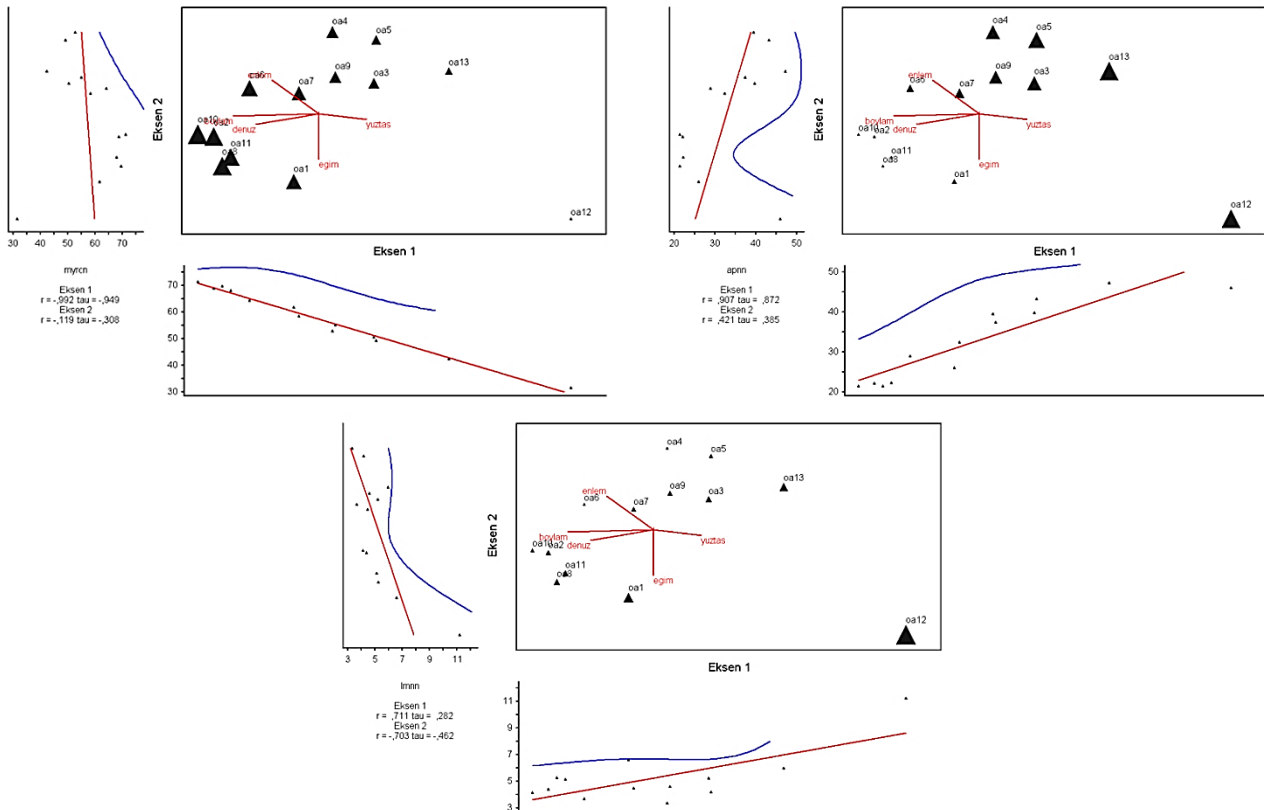 oa4
oa5
oa13
oa9
oa3
oa7
oa6
enlem
boylam
denuz
yuztas
egim
oa10
oa2
oa11
oa8
oa1
oa12
Eksen 2
Eksen 1
30 40 50 60 70
myrcn
Eksen 1
r = -,992 tau = -,949
Eksen 2
r = -,119 tau = -,308
70
60
50
40
30
oa4
oa5
oa13
oa9
oa3
enlem
oa6
oa7
boylam
denuz
yuztas
oa10
oa2
oa11
oa8
egim
oa1
oa12
Eksen 2
Eksen 1
20 30 40 50
apnn
Eksen 1
r = ,907 tau = ,872
Eksen 2
r = ,421 tau = ,385
50
40
30
20
oa4
oa5
oa13
oa9
oa3
enlem
oa6
oa7
boylam
denuz
yuztas
oa10
oa2
oa11
oa8
egim
oa1
oa12
Eksen 2
Eksen 1
3 5 7 9 11
lmnn
Eksen 1
r = ,711 tau = ,282
Eksen 2
r = -,703 tau = -,462
11
9
7
5
3